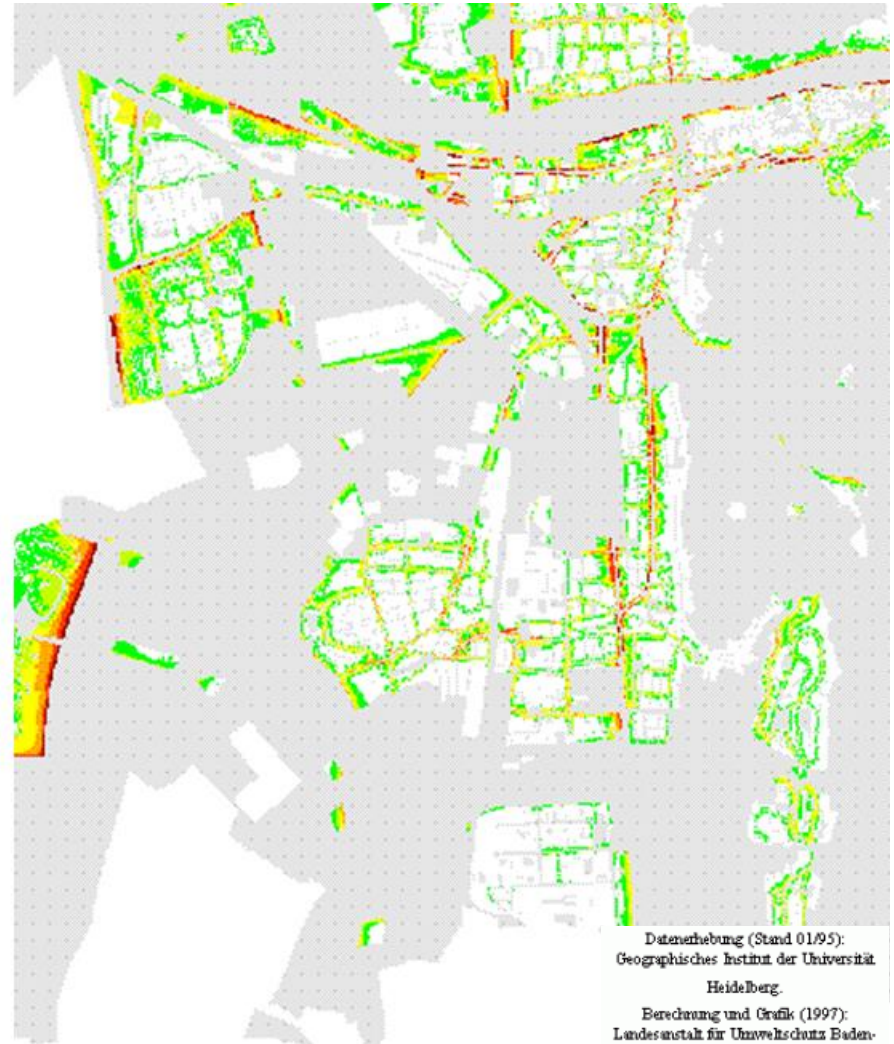 Datenerhebung (Stand 01/95):
Geographisches Institut der Universität
Heidelberg.
Berechnung und Grafik (1997):
Landesanstalt für Umweltschutz Baden-